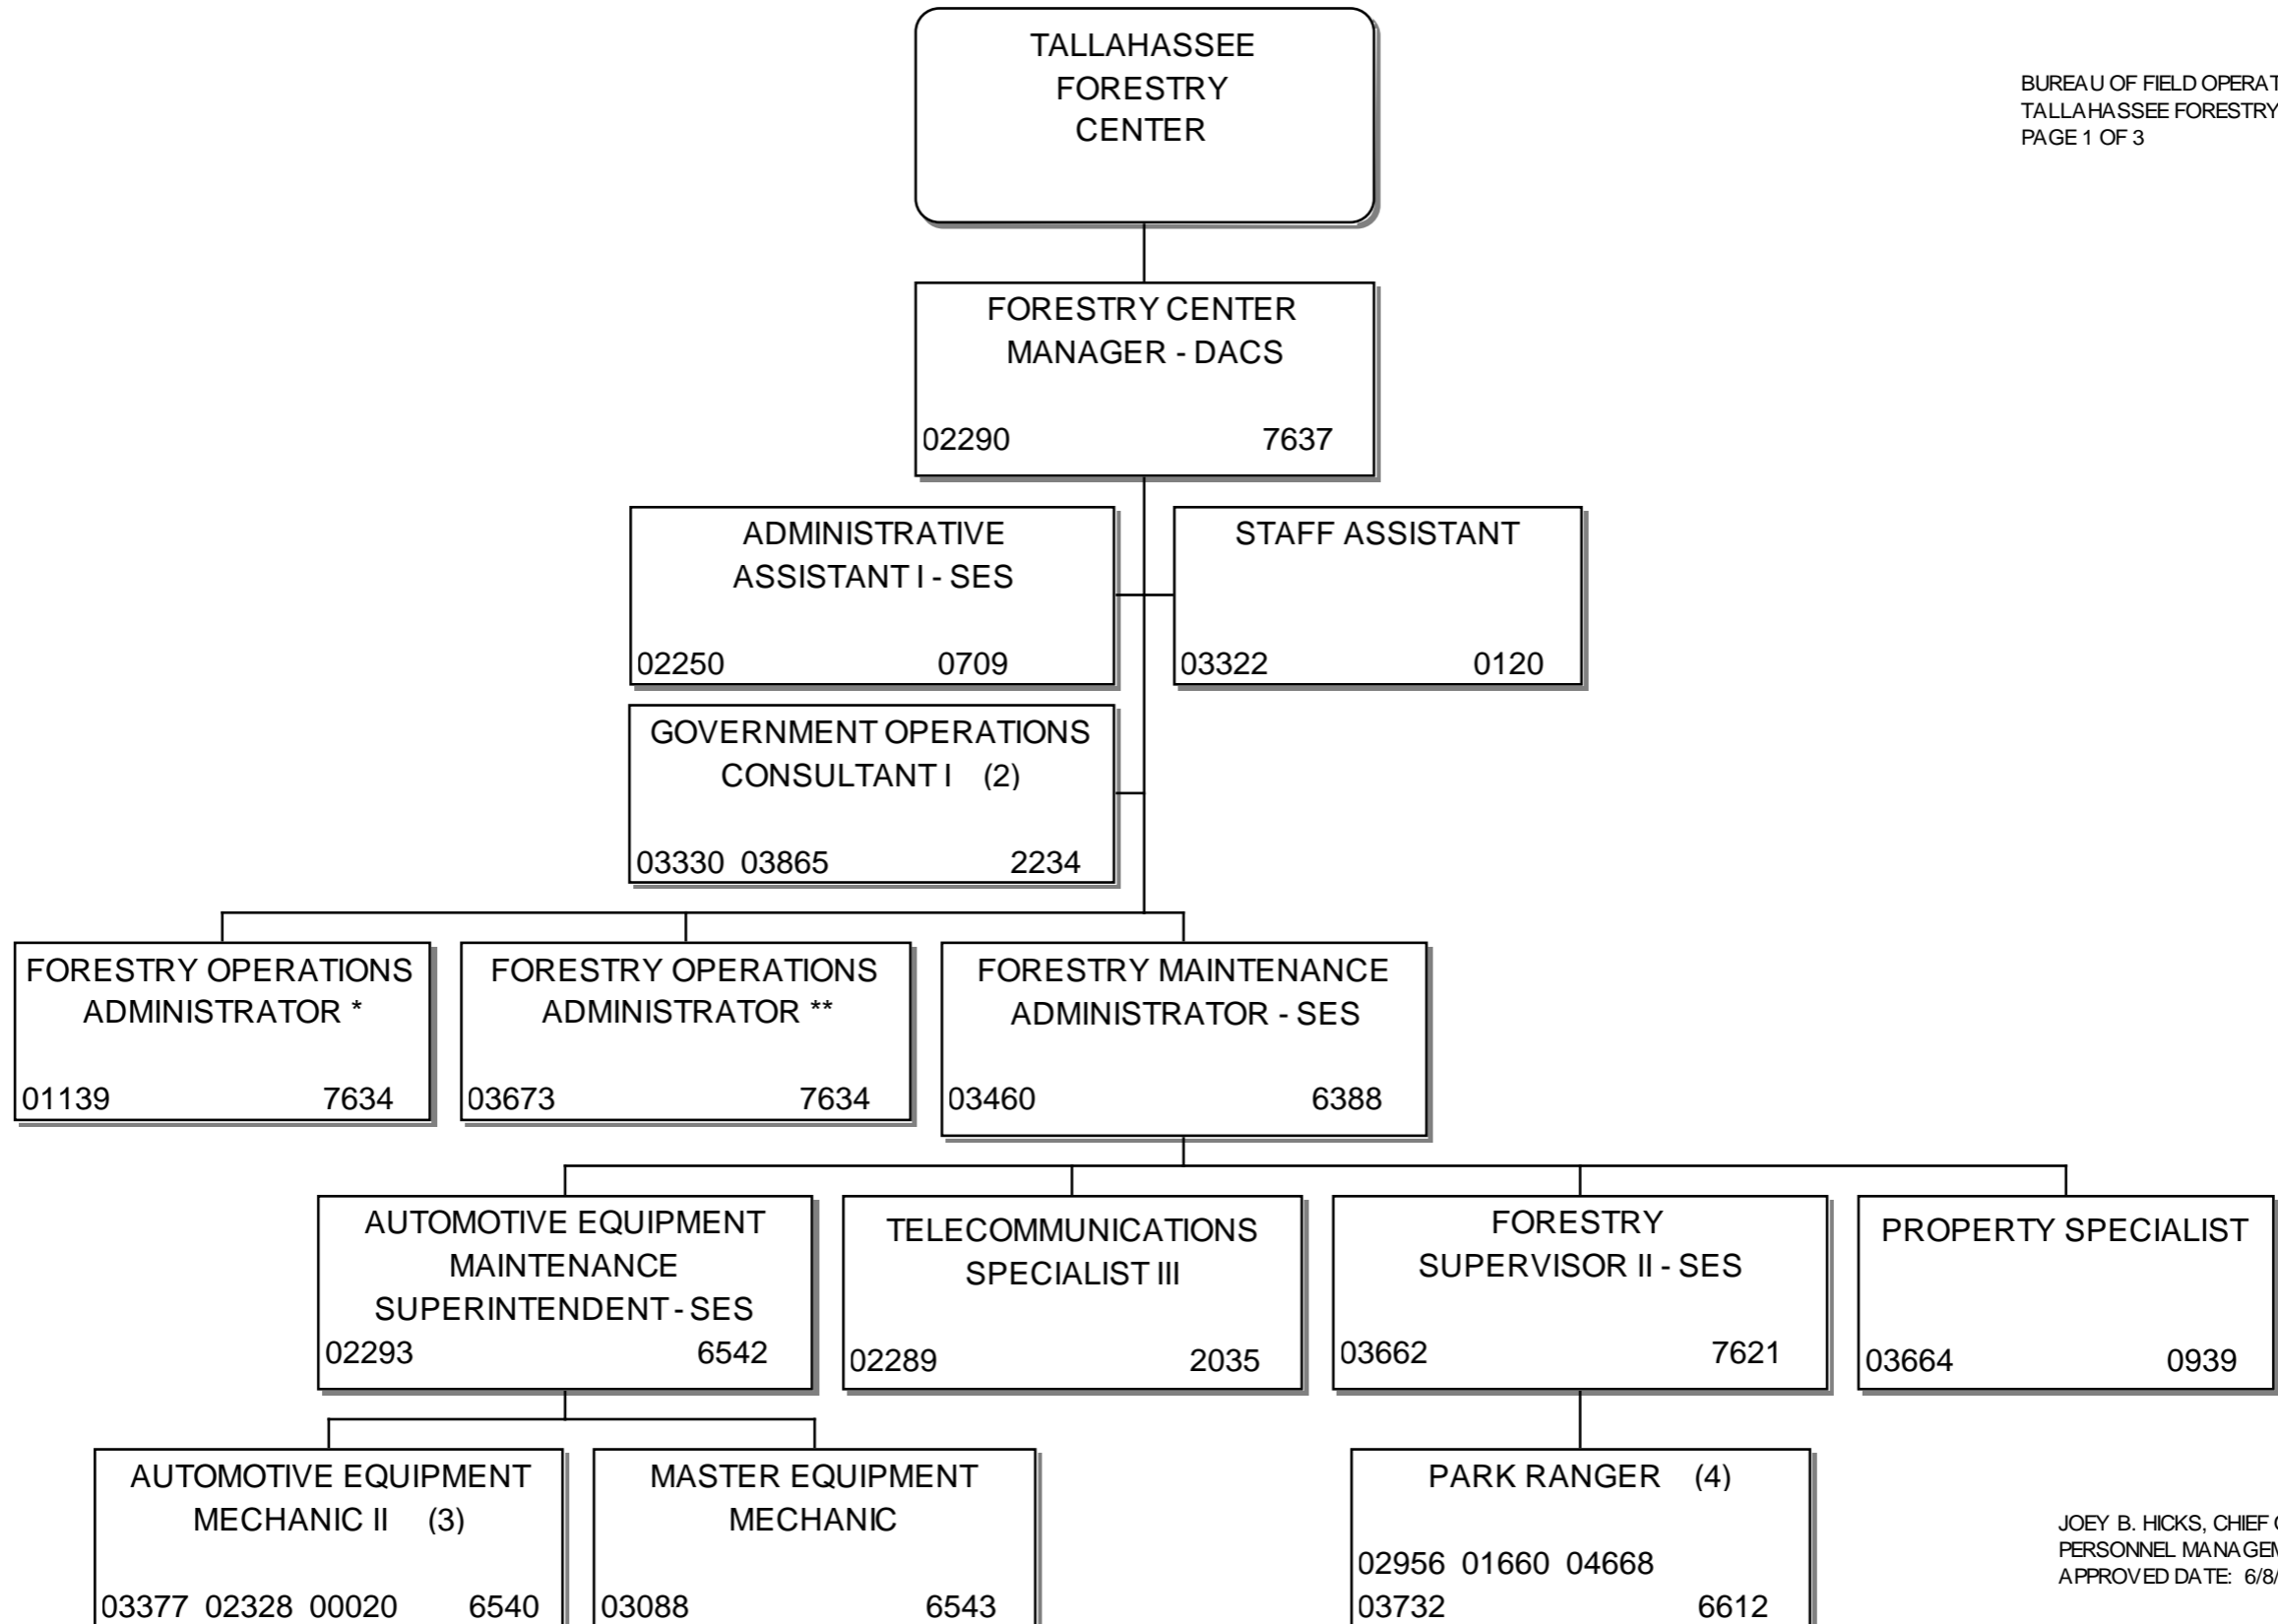 TALLAHASSEE
FORESTRY
CENTER
BUREAU OF FIELD
TALLAHASSEE FORESTRY
PAGE 1 OF 3
FORESTRY CENTER
MANAGER - DACS
02290 7637
ADMINISTRATIVE
ASSISTANT I - SES
02250 0709
STAFF ASSISTANT
03322 0120
GOVERNMENT OPERATIONS
CONSULTANT I (2)
03330 03865 2234
FORESTRY OPERATIONS
ADMINISTRATOR *
01139 7634
FORESTRY OPERATIONS
ADMINISTRATOR **
03673 7634
FORESTRY MAINTENANCE
ADMINISTRATOR - SES
03460 6388
AUTOMOTIVE EQUIPMENT
MAINTENANCE
SUPERINTENDENT - SES
02293 6542
TELECOMMUNICATIONS
SPECIALIST III
02289 2035
FORESTRY
SUPERVISOR II - SES
03662 7621
PROPERTY SPECIALIST
03664 0939
AUTOMOTIVE EQUIPMENT
MECHANIC II (3)
03377 02328 00020 6540
MASTER EQUIPMENT
MECHANIC
03088 6543
PARK RANGER (4)
02956 01660 04668
03732 6612
JOEY B. HICKS, CHIEF
PERSONNEL
APPROVED DATE: 6/8/